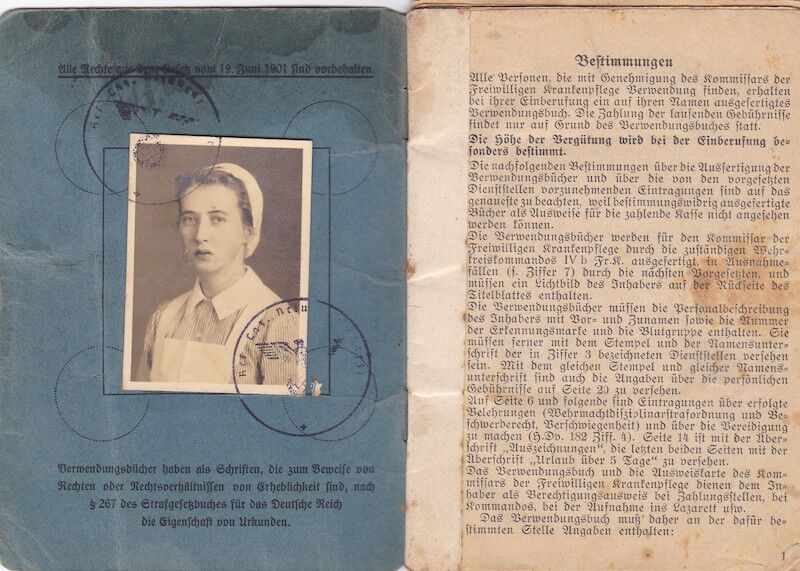 Alle Rechte aus dem Gesetz vom 19. Juni 1901 sind vorbehalten.
Verwendungsbücher haben als Schriften, die zum Beweise von
Rechten oder Rechtsverhältnissen von Erheblichkeit sind, nach
§ 267 des Strafgesetzbuches für das Deutsche Reich
die Eigenschaft von Urkunden.
Bestimmungen
Alle Personen, die mit Genehmigung des Kommissars der
Freiwilligen Krankenpflege Verwendung finden, erhalten
bei ihrer Einberufung ein auf ihren Namen ausgefertigtes
Verwendungsbuch. Die Zahlung der laufenden Gebührnisse
findet nur auf Grund des Verwendungsbuches statt.
Die Höhe der Vergütung wird bei der Einberufung be-
sonders bestimmt.
Die nachfolgenden Bestimmungen über die Ausfertigung der
Verwendungsbücher und über die von den vorgesetzten
Dienststellen vorzunehmenden Eintragungen sind auf das
genaueste zu beachten, weil bestimmungswidrig ausgefertigte
Bücher als Ausweise für die zahlende Kasse nicht angesehen
werden können.
Die Verwendungsbücher werden für den Kommissar der
Freiwilligen Krankenpflege durch die zuständigen Wehr-
kreiskommandos IV b Fr.K. ausgefertigt, in Ausnahme-
fällen (s. Ziffer 7) durch die nächsten Vorgesetzten, und
müssen ein Lichtbild des Inhabers auf der Rückseite des
Titelblattes enthalten.
Die Verwendungsbücher müssen die Personalbeschreibung
des Inhabers mit Vor- und Zunamen sowie die Nummer
der Erkennungsmarke und die Blutgruppe enthalten. Sie
müssen ferner mit dem Stempel und der Namensunter-
schrift der in Ziffer 3 bezeichneten Dienststellen versehen
sein. Mit dem gleichen Stempel und gleicher Namens-
unterschrift sind auch die Angaben über die persönlichen
Gebührnisse auf Seite 20 zu versehen.
Auf Seite 6 und folgende sind Eintragungen über erfolgte
Belehrungen (Wehrmachtdisziplinarstrafordnung und Be-
schwerderecht, Verschwiegenheit) und über die Vereidigung
zu machen (H.Dv. 182 Ziff. 4). Seite 14 ist mit der Über-
schrift „Auszeichnungen“, die letzten beiden Seiten mit der
Überschrift „Urlaub über 5 Tage“ zu versehen.
Das Verwendungsbuch und die Ausweiskarte des Kom-
missars der Freiwilligen Krankenpflege dienen dem In-
haber als Berechtigungsausweis bei Zahlungsstellen, bei
Kommandos, bei der Aufnahme ins Lazarett usw.
Das Verwendungsbuch muß daher an der dafür be-
stimmten Stelle Angaben enthalten:
1